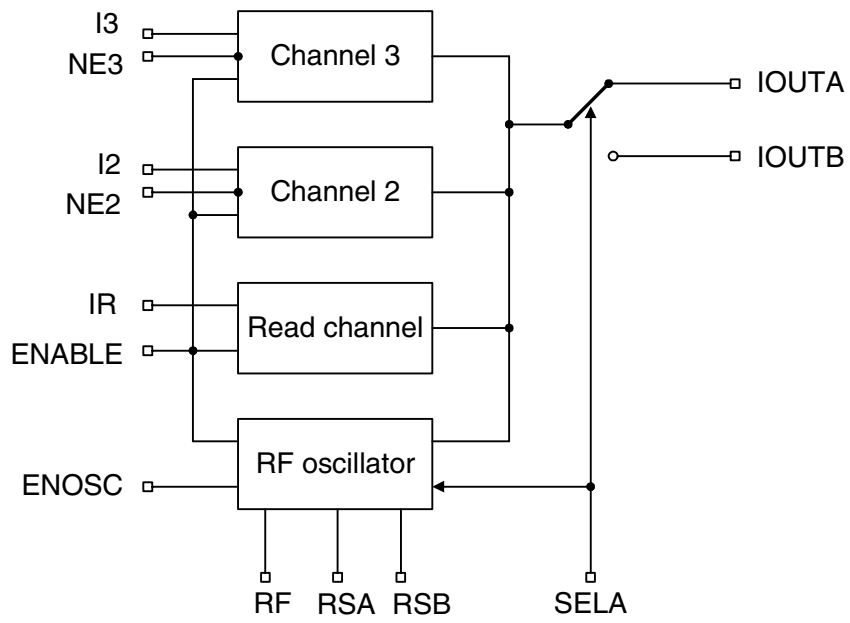 I3
Channel 3
NE3
IOUTA
IOUTB
I2
Channel 2
NE2
IR
Read channel
ENABLE
RF oscillator
ENOSC
RF
RSA
RSB
SELA